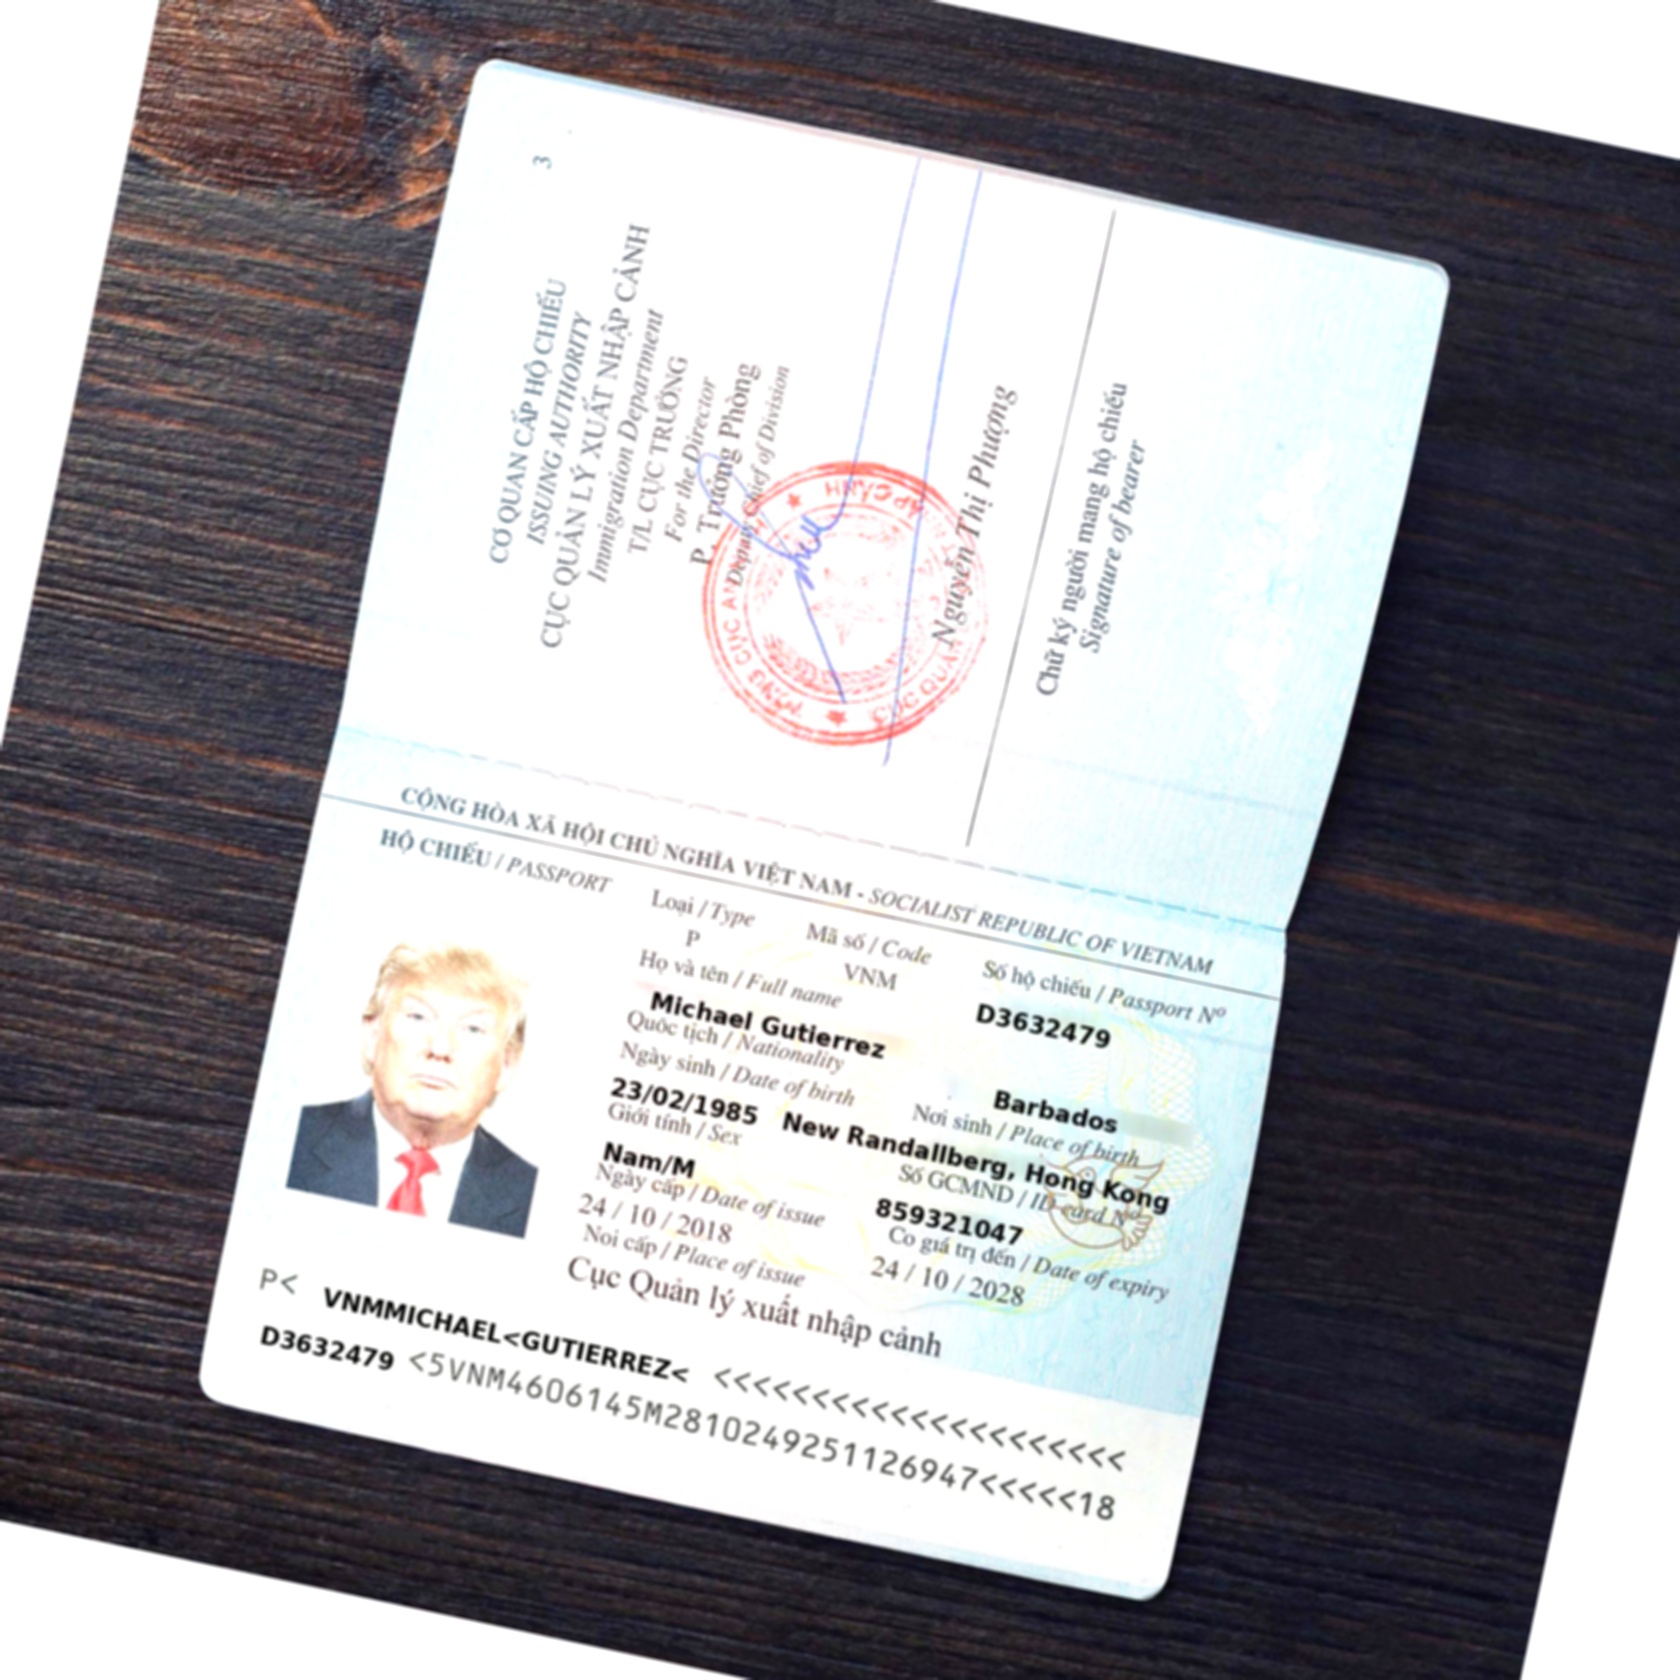 3
CƠ QUAN CẤP HỘ CHIẾU
ISSUING AUTHORITY
CỤC QUẢN LÝ XUẤT NHẬP CẢNH
Immigration Department
T/L CỤC TRƯỞNG
For the Director
P. Trưởng Phòng
Deputy Chief of Division
Nguyễn Thị Phượng
Chữ ký người mang hộ chiếu
Signature of bearer
CỘNG HÒA XÃ HỘI CHỦ NGHĨA VIỆT NAM - SOCIALIST REPUBLIC OF VIETNAM
HỘ CHIẾU / PASSPORT
Loại / Type Mã số / Code Số hộ chiếu / Passport Nº
P VNM D3632479
Họ và tên / Full name
Michael Gutierrez
Quốc tịch / Nationality
Barbados
Ngày sinh / Date of birth Nơi sinh / Place of birth
23/02/1985 New Randallberg, Hong Kong
Giới tính / Sex Số GCMND / ID card Nº
Nam/M 859321047
Ngày cấp / Date of issue Co giá trị đến / Date of expiry
24 / 10 / 2018 24 / 10 / 2028
Noi cấp / Place of issue
Cục Quản lý xuất nhập cảnh
P< VNMMICHAEL<GUTIERREZ< <<<<<<<<<<<<<<<<<<<<<
D3632479 <5VNM4606145M2810249251126947<<<<<18